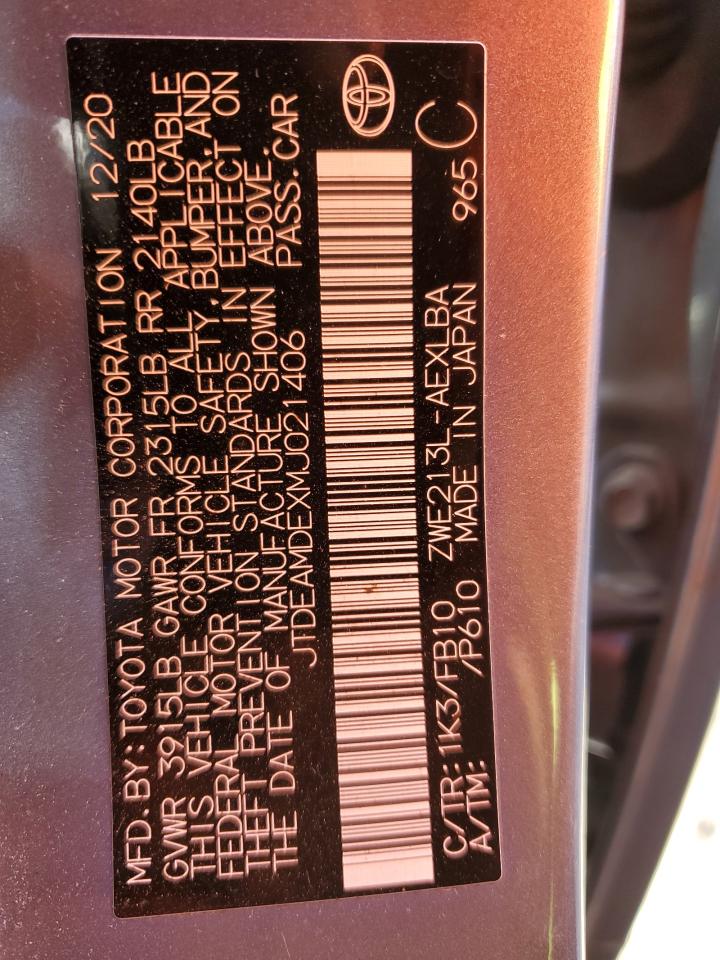 MFD.BY:TOYOTA MOTOR CORPORATION 12/20
GVWR 3915LB GAWR FR 2315LB RR 2140LB
THIS VEHICLE CONFORMS TO ALL APPLICABLE
FEDERAL MOTOR VEHICLE SAFETY,BUMPER,AND
THEFT PREVENTION STANDARDS IN EFFECT ON
THE DATE OF MANUFACTURE SHOWN ABOVE.
JTDEAMDEXMJ021406 PASS.CAR
C/TR:1K3/FB10 ZWE213L-AEXLBA
A/TM: /P610 MADE IN JAPAN 965 C